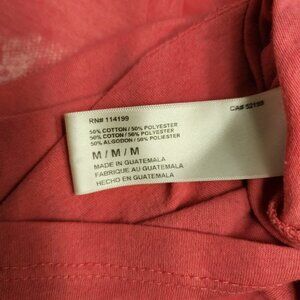 RN# 114199
CA# 52159
50% COTTON / 50% POLYESTER
50% COTON / 50% POLYESTER
50% ALGODON / 50% POLIESTER
M / M / M
MADE IN GUATEMALA
FABRIQUE AU GUATEMALA
HECHO EN GUATEMALA